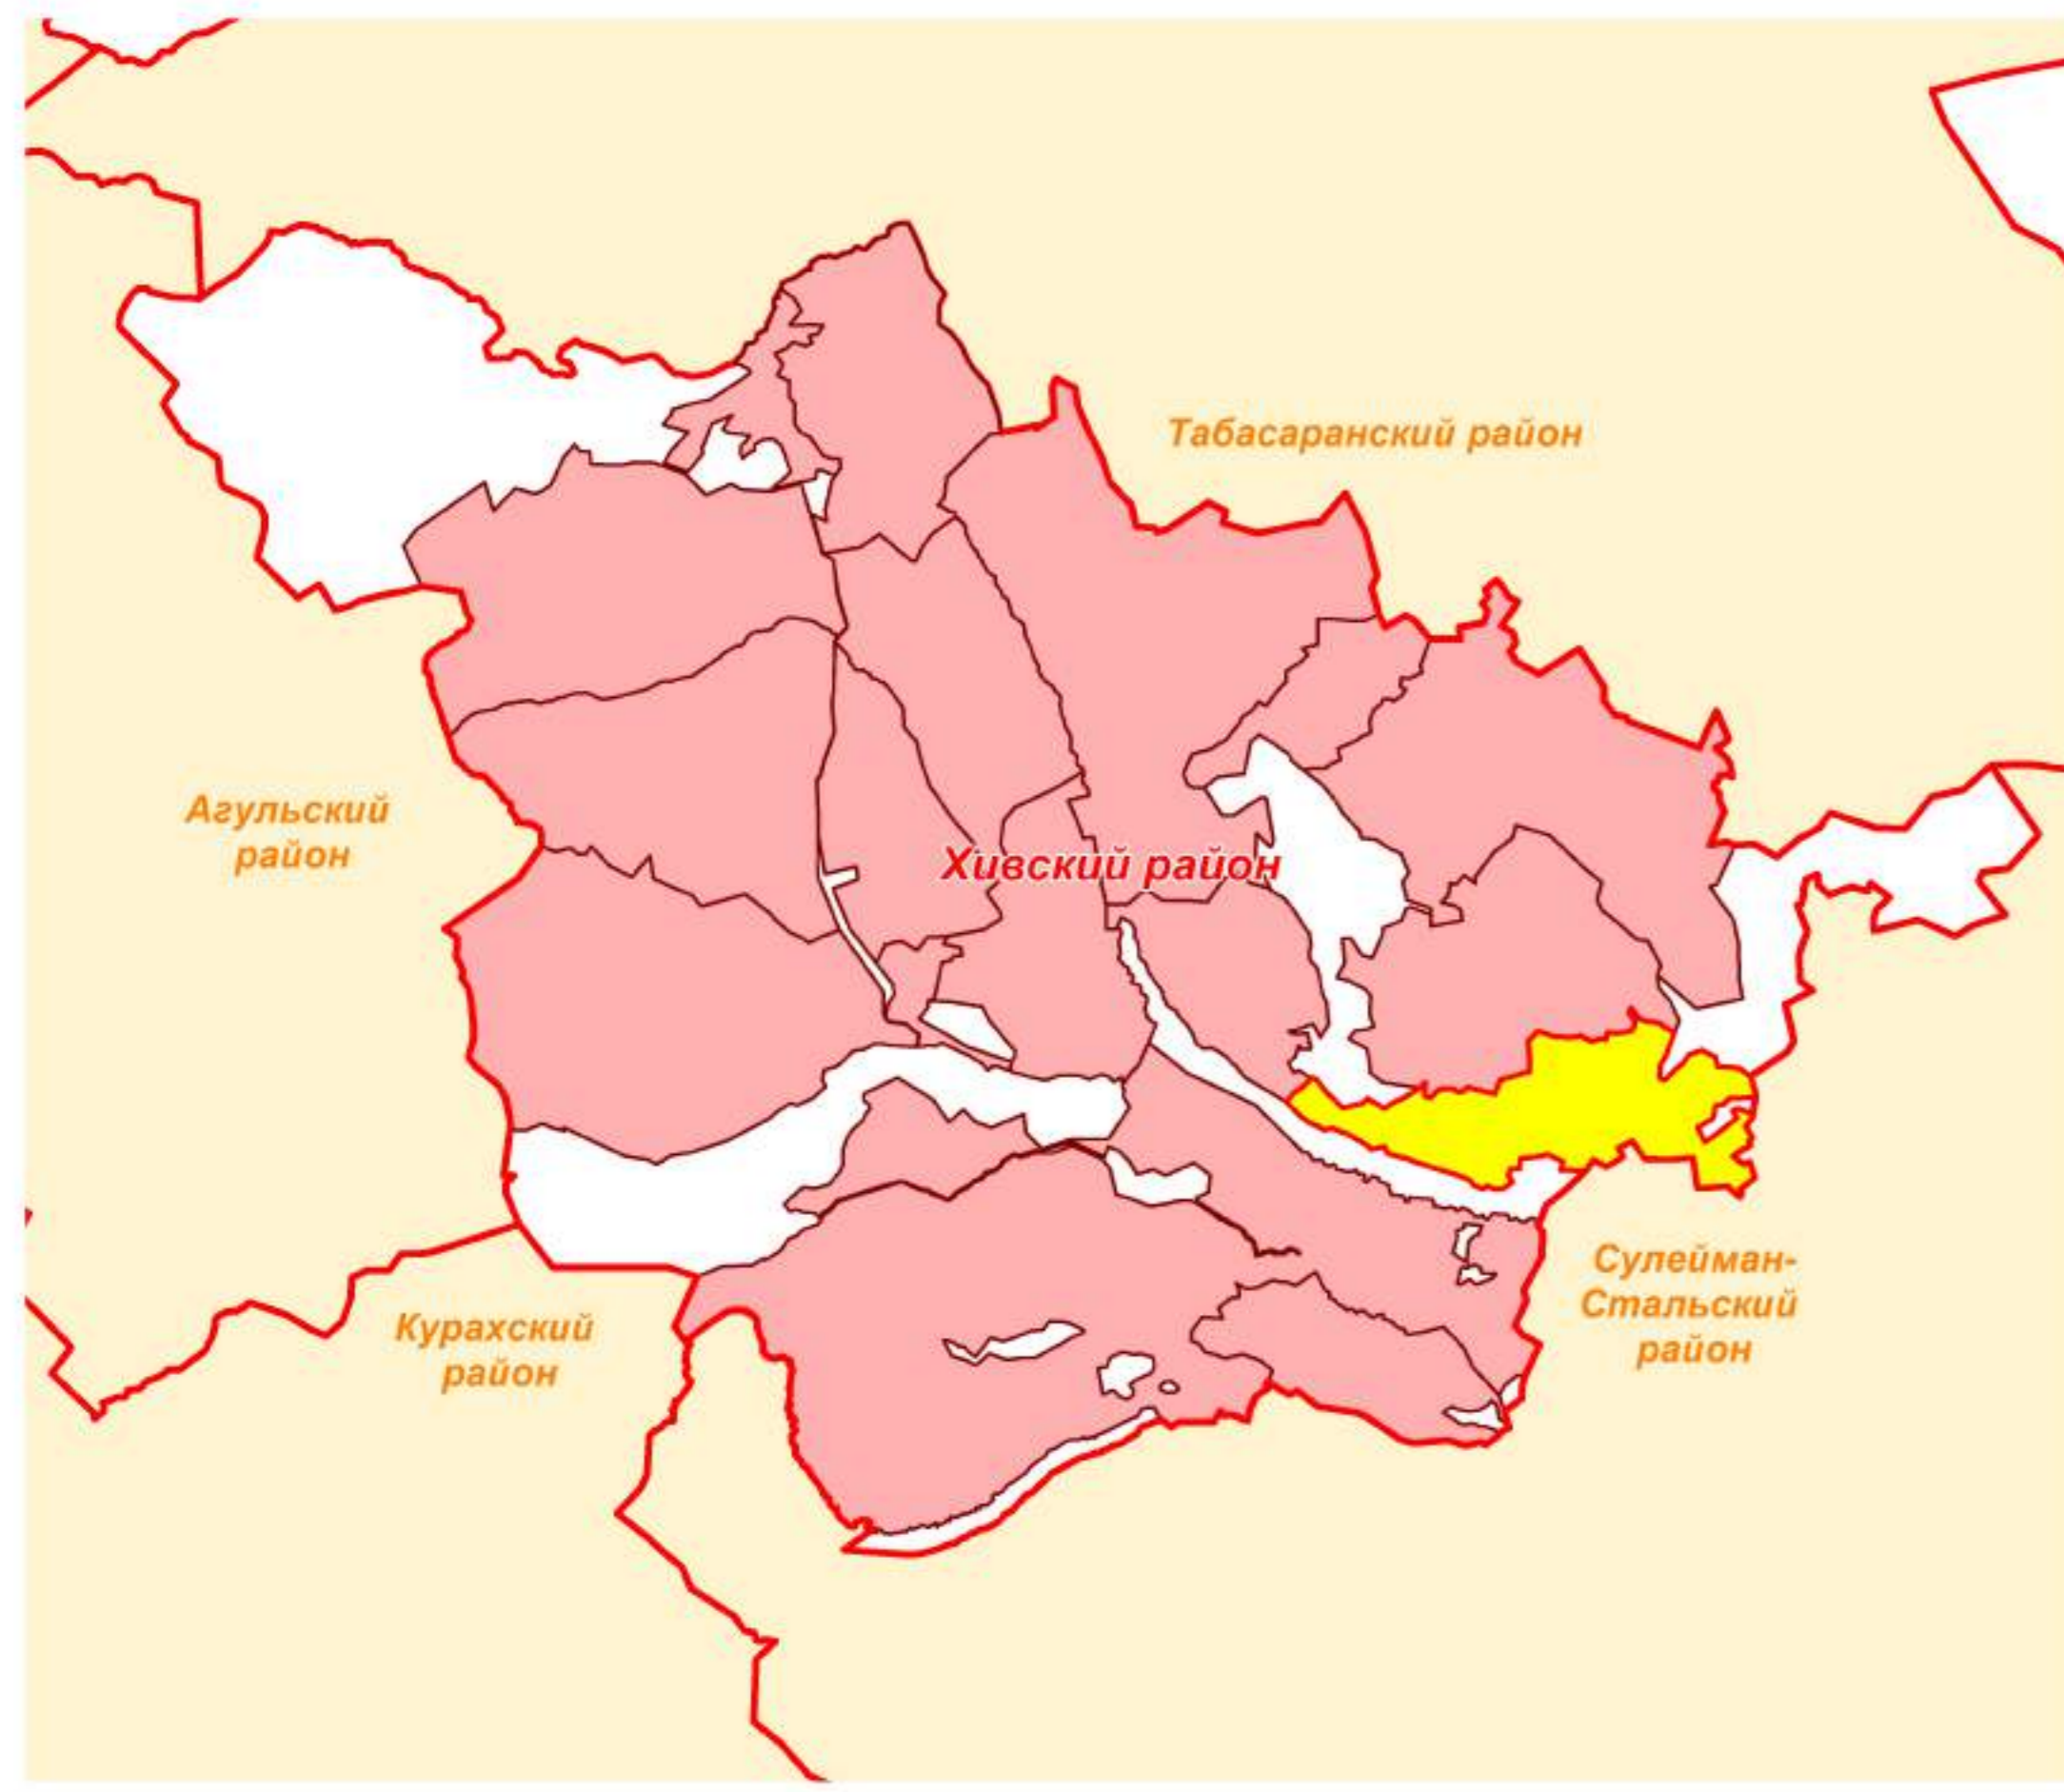 Табасаранский район
Агульский
район
Хивский район
Сулейман-
Стальский
район
Курахский
район